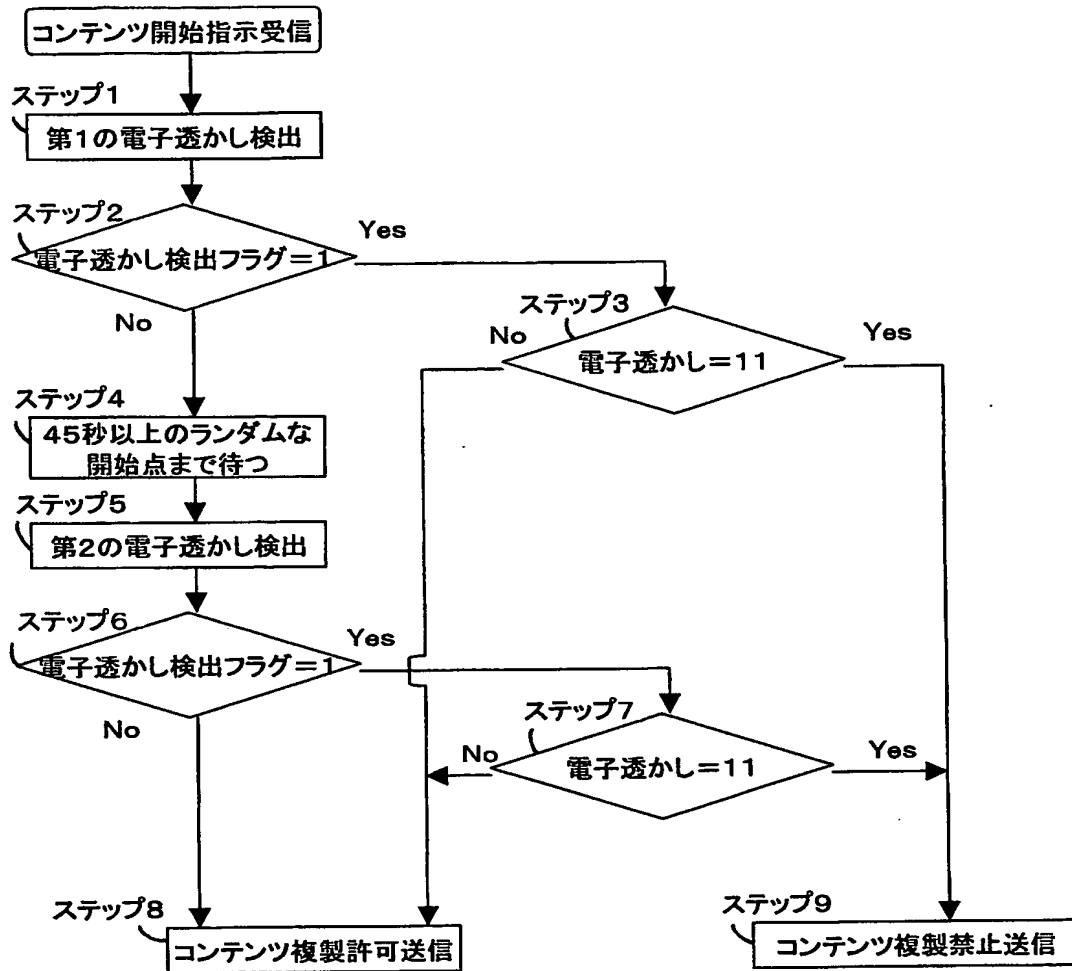 コンテンツ開始指示受信
ステップ1
第1の電子透かし検出
ステップ2
電子透かし検出フラグ=1
Yes
No
ステップ3
電子透かし=11
No
Yes
ステップ4
45秒以上のランダムな
開始点まで待つ
ステップ5
第2の電子透かし検出
ステップ6
電子透かし検出フラグ=1
Yes
No
ステップ7
電子透かし=11
No
Yes
ステップ8
コンテンツ複製許可送信
ステップ9
コンテンツ複製禁止送信